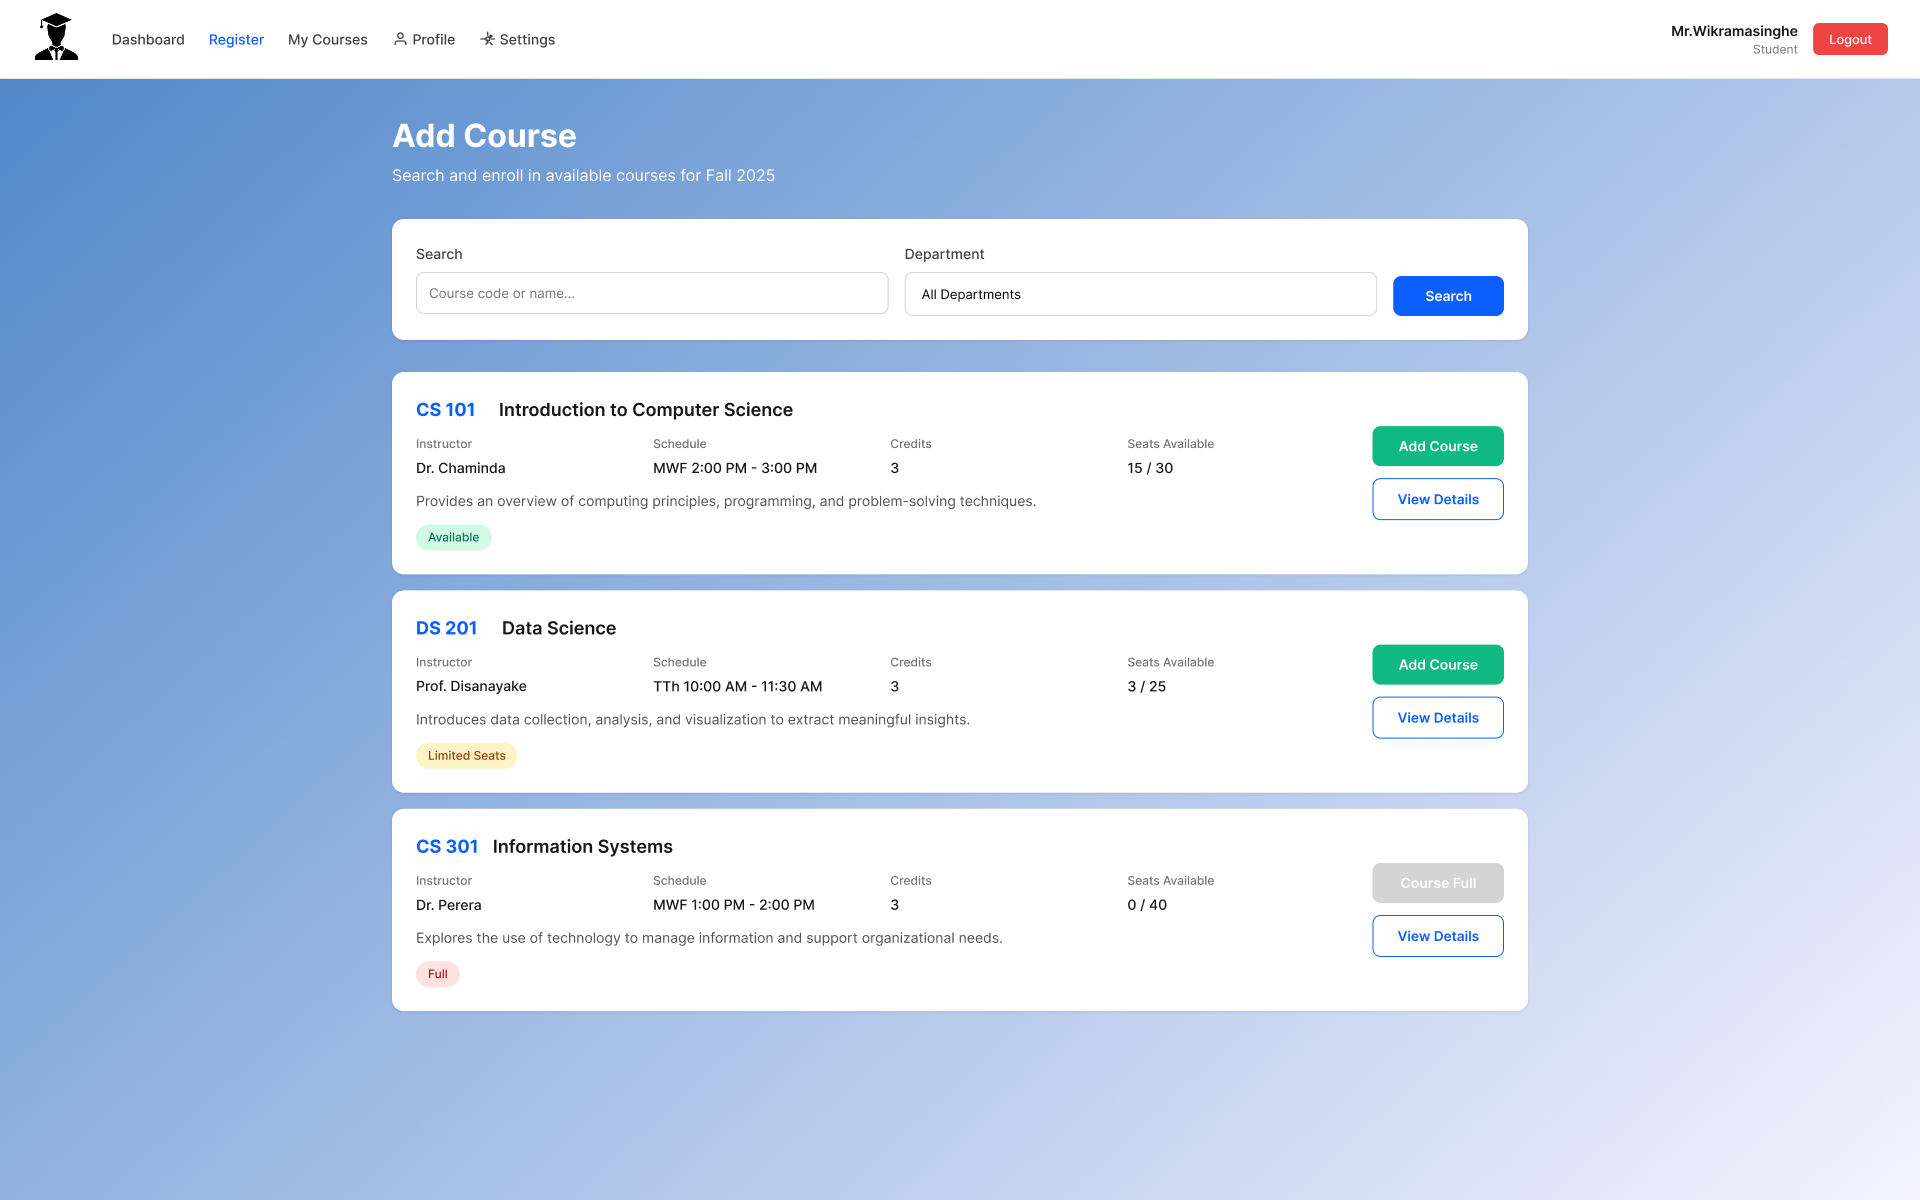 Dashboard Register My Courses Profile Settings
Mr.Wikramasinghe
Student
Logout
Add Course
Search and enroll in available courses for Fall 2025
Search
Course code or name...
Department
All Departments
Search
CS 101 Introduction to Computer Science
Instructor Schedule Credits Seats Available
Dr. Chaminda MWF 2:00 PM - 3:00 PM 3 15 / 30
Provides an overview of computing principles, programming, and problem-solving techniques.
Available
Add Course
View Details
DS 201 Data Science
Instructor Schedule Credits Seats Available
Prof. Disanayake TTh 10:00 AM - 11:30 AM 3 3 / 25
Introduces data collection, analysis, and visualization to extract meaningful insights.
Limited Seats
Add Course
View Details
CS 301 Information Systems
Instructor Schedule Credits Seats Available
Dr. Perera MWF 1:00 PM - 2:00 PM 3 0 / 40
Explores the use of technology to manage information and support organizational needs.
Full
Course Full
View Details